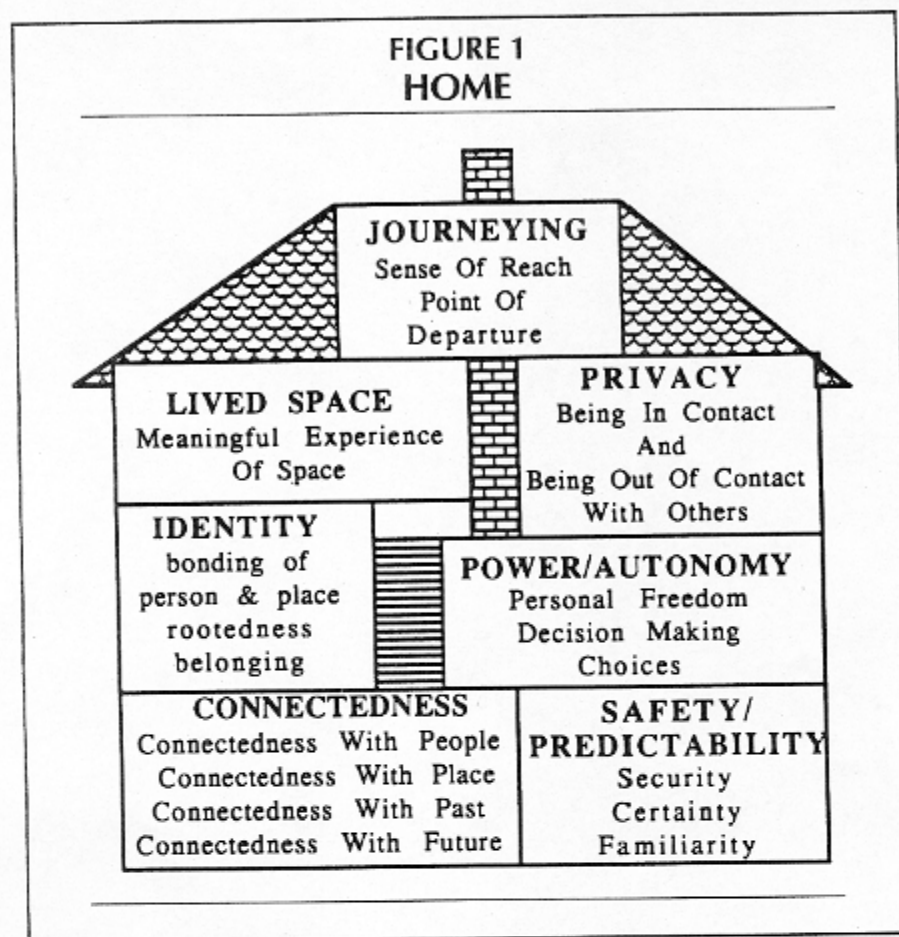 FIGURE 1
HOME
JOURNEYING
Sense Of Reach
Point Of
Departure
LIVED SPACE
Meaningful Experience
Of Space
PRIVACY
Being In Contact
And
Being Out Of Contact
With Others
IDENTITY
bonding of
person & place
rootedness
belonging
POWER/AUTONOMY
Personal Freedom
Decision Making
Choices
CONNECTEDNESS
Connectedness With People
Connectedness With Place
Connectedness With Past
Connectedness With Future
SAFETY/
PREDICTABILITY
Security
Certainty
Familiarity